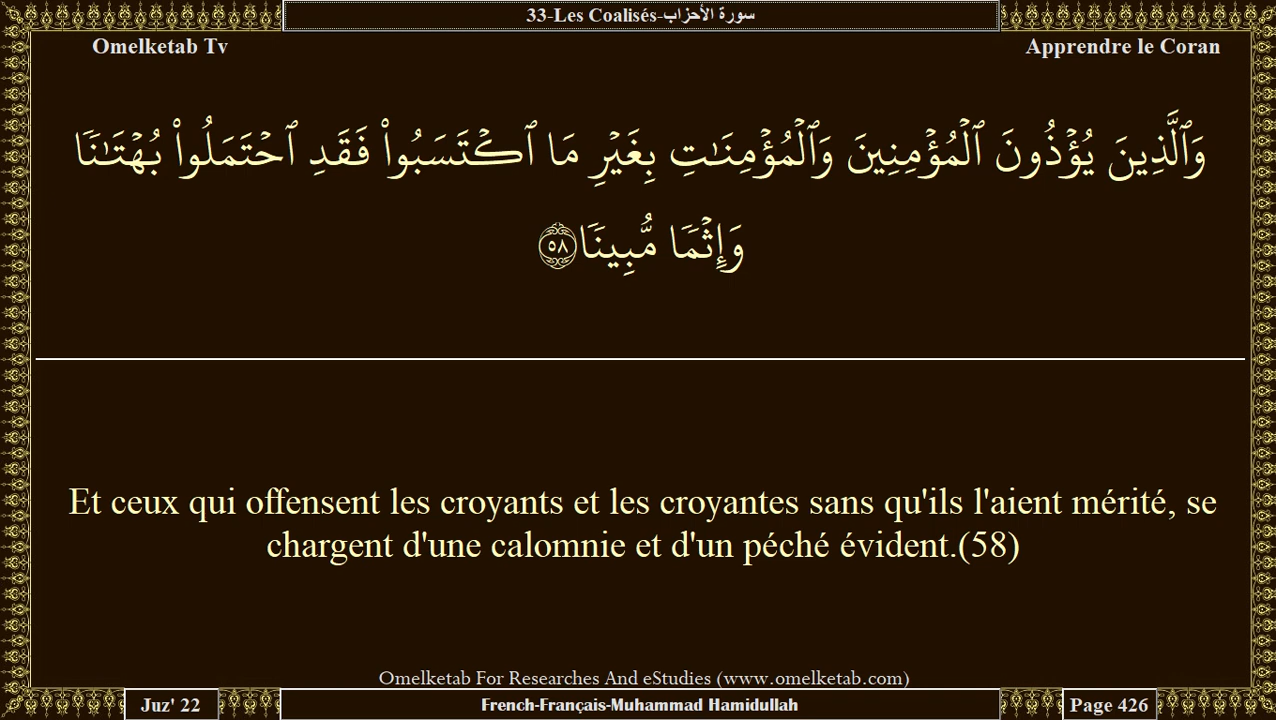 33-Les Coalisés-سورة الأحزاب
Omelketab Tv
Apprendre le Coran
وَٱلَّذِينَ يُؤۡذُونَ ٱلۡمُؤۡمِنِينَ وَٱلۡمُؤۡمِنَٰتِ بِغَيۡرِ مَا ٱكۡتَسَبُواْ فَقَدِ ٱحۡتَمَلُواْ بُهۡتَٰنٗا
وَإِثۡمٗا مُّبِينٗا ٥٨
Et ceux qui offensent les croyants et les croyantes sans qu'ils l'aient mérité, se
chargent d'une calomnie et d'un péché évident.(58)
Omelketab For Researches And eStudies (www.omelketab.com)
Juz' 22
French-Français-Muhammad Hamidullah
Page 426